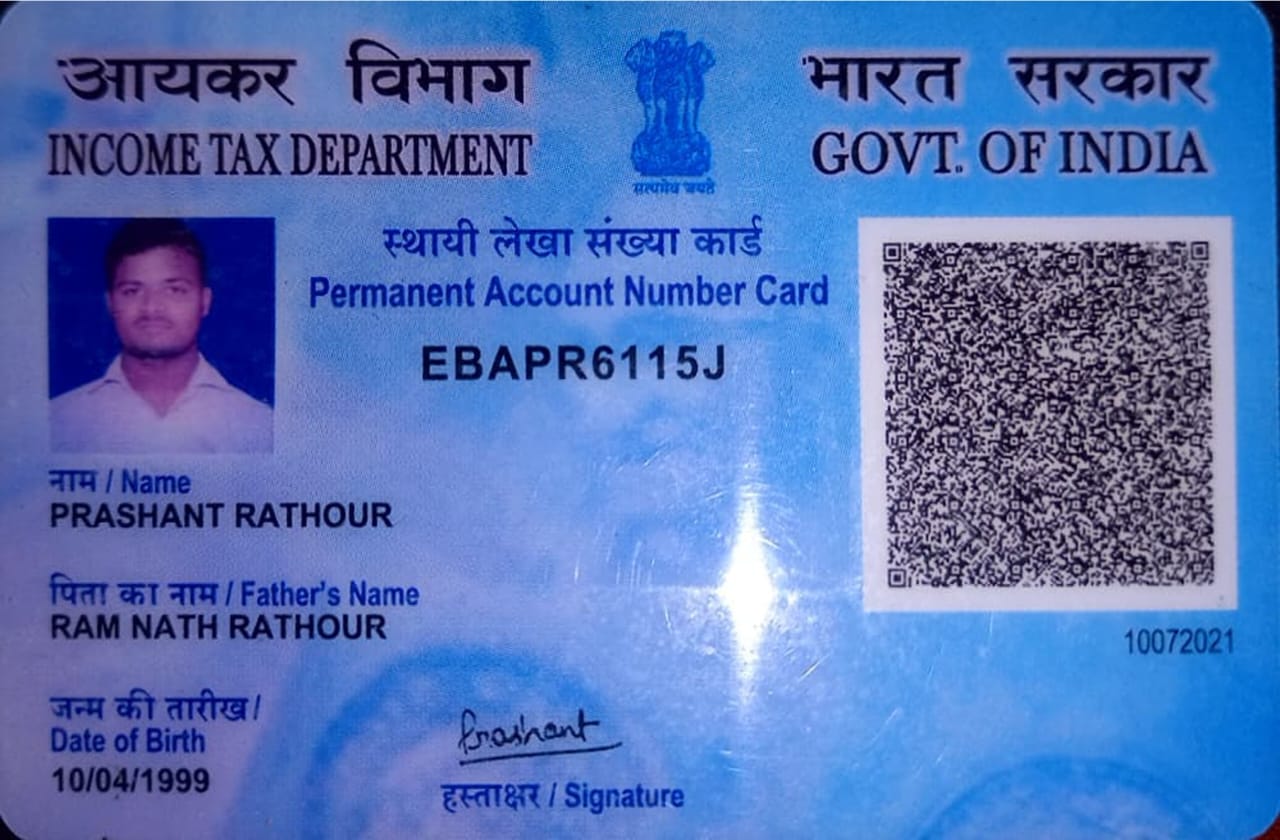 आयकर विभाग
INCOME TAX DEPARTMENT
सत्यमेव जयते
भारत सरकार
GOVT. OF INDIA
स्थायी लेखा संख्या कार्ड
Permanent Account Number Card
EBAPR6115J
नाम / Name
PRASHANT RATHOUR
पिता का नाम / Father's Name
RAM NATH RATHOUR
10072021
जन्म की तारीख /
Date of Birth
10/04/1999
Prashant
हस्ताक्षर / Signature